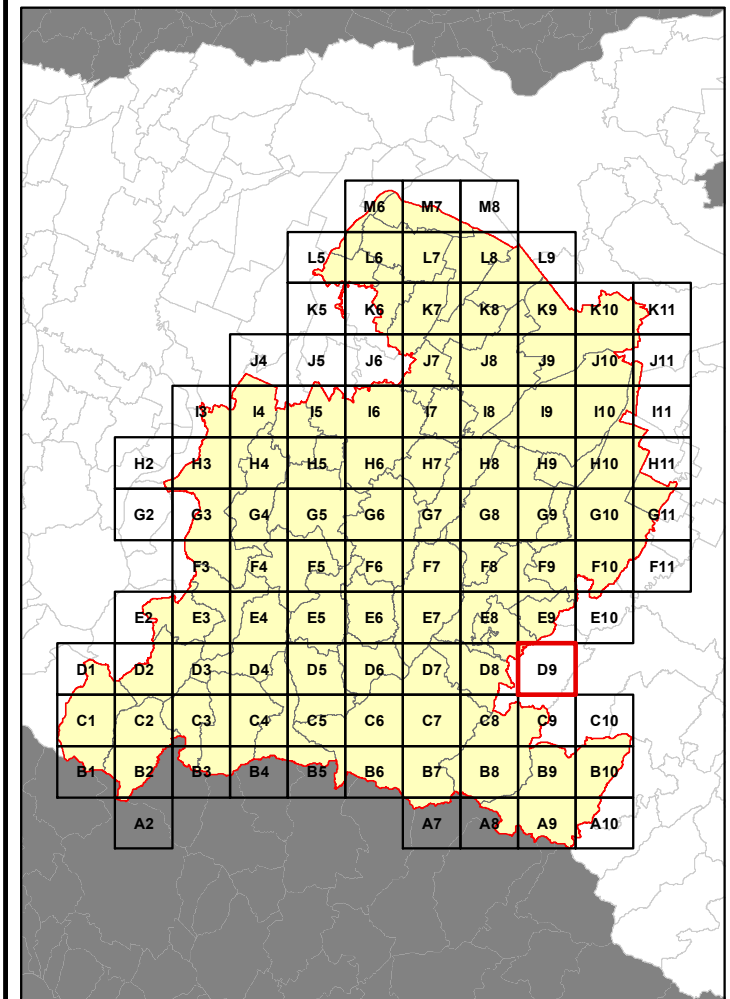 M6 M7 M8
L5 L6 L7 L8 L9
K5 K6 K7 K8 K9 K10 K11
J4 J5 J6 J7 J8 J9 J10 J11
I3 I4 I5 I6 I7 I8 I9 I10 I11
H2 H3 H4 H5 H6 H7 H8 H9 H10 H11
G2 G3 G4 G5 G6 G7 G8 G9 G10 G11
F3 F4 F5 F6 F7 F8 F9 F10 F11
E2 E3 E4 E5 E6 E7 E8 E9 E10
D1 D2 D3 D4 D5 D6 D7 D8 D9
C1 C2 C3 C4 C5 C6 C7 C8 C9 C10
B1 B2 B3 B4 B5 B6 B7 B8 B9 B10
A2 A7 A8 A9 A10